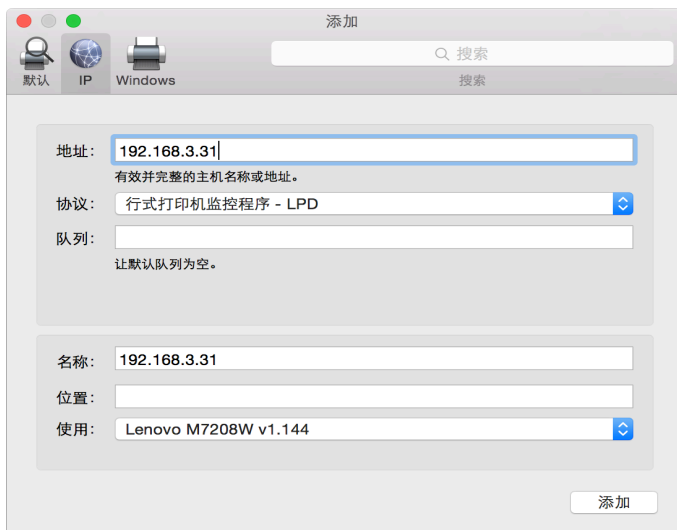 添加
搜索
默认 IP Windows 搜索
地址： 192.168.3.31
有效并完整的主机名称或地址。
协议： 行式打印机监控程序 - LPD
队列：
让默认队列为空。
名称： 192.168.3.31
位置：
使用： Lenovo M7208W v1.144
添加